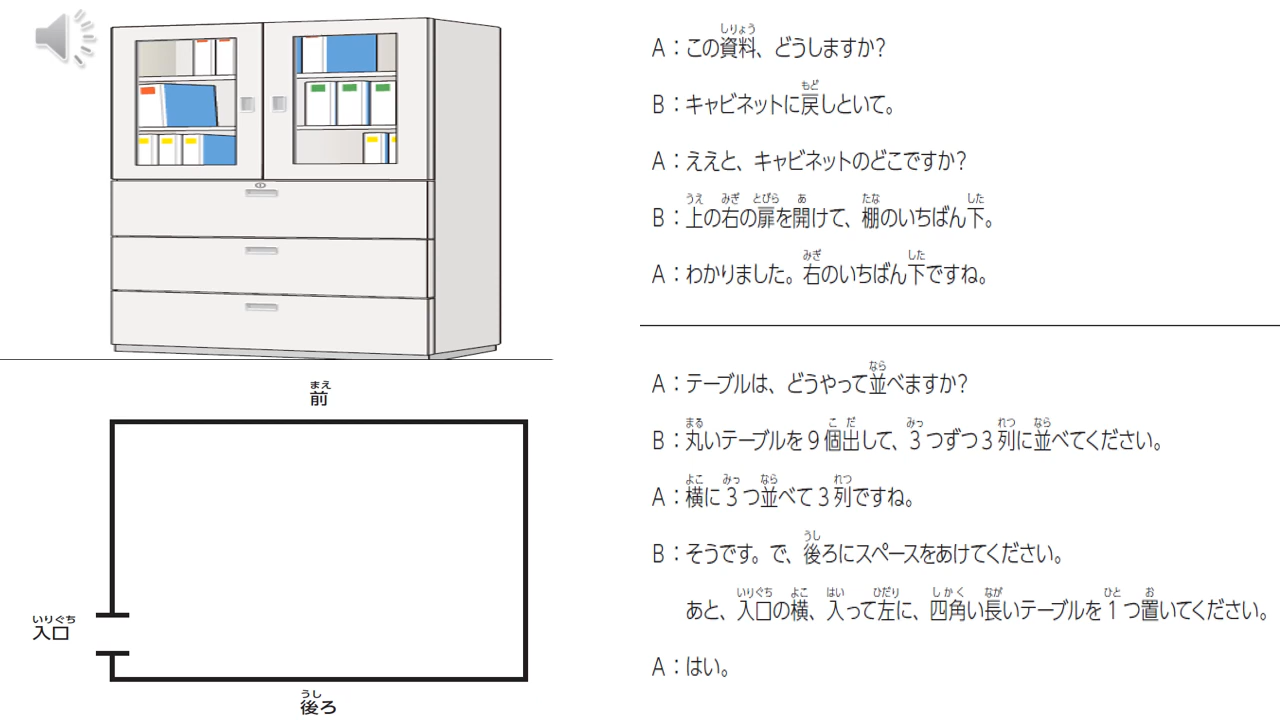 A：この資料、どうしますか？
B：キャビネットに戻しといて。
A：ええと、キャビネットのどこですか？
B：上の右の扉を開けて、棚のいちばん下。
A：わかりました。右のいちばん下ですね。
前
入口
後ろ
A：テーブルは、どうやって並べますか？
B：丸いテーブルを９個出して、３つずつ３列に並べてください。
A：横に３つ並べて３列ですね。
B：そうです。で、後ろにスペースをあけてください。
あと、入口の横、入って左に、四角い長いテーブルを１つ置いてください。
A：はい。